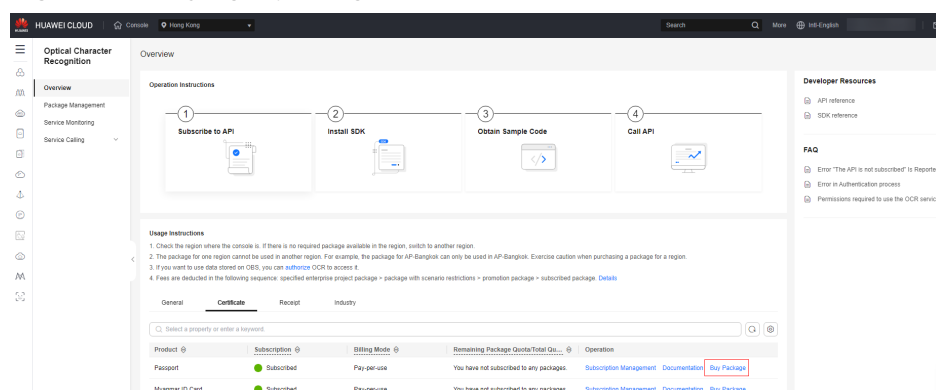 HUAWEI
HUAWEI CLOUD
Console
Hong Kong
Search
More
Intl-English
Optical Character
Recognition
Overview
Package Management
Service Monitoring
Service Calling
Overview
Operation Instructions
1
Subscribe to API
2
Install SDK
3
Obtain Sample Code
4
Call API
Usage Instructions
1. Check the region where the console is. If there is no required package available in the region, switch to another region.
2. The package for one region cannot be used in another region. For example, the package for AP-Bangkok can only be used in AP-Bangkok. Exercise caution when purchasing a package for a region.
3. If you want to use data stored on OBS, you can authorize OCR to access it.
4. Fees are deducted in the following sequence: specified enterprise project package > package with scenario restrictions > promotion package > subscribed package. Details
General Certificate Receipt Industry
Select a property or enter a keyword.
Product Subscription Billing Mode Remaining Package Quota/Total Qu... Operation
Passport Subscribed Pay-per-use You have not subscribed to any packages. Subscription Management Documentation Buy Package
Myanmar ID Card Subscribed Pay-per-use You have not subscribed to any packages. Subscription Management Documentation Buy Package
Developer Resources
API reference
SDK reference
FAQ
Error "The API is not subscribed" Is Reporte
Error in Authentication process
Permissions required to use the OCR servic